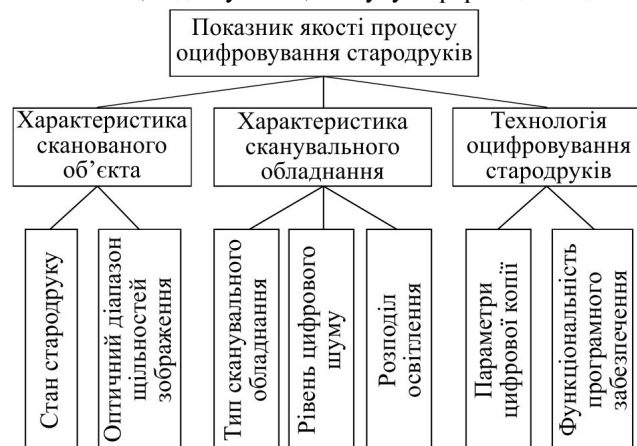 Показник якості процесу
оцифровування стародруків
Характеристика
сканованого
об’єкта
Характеристика
сканувального
обладнання
Технологія
оцифровування
стародруків
Стан стародруку
Оптичний діапазон
щільностей
зображення
Тип сканувального
обладнання
Рівень цифрового
шуму
Розподіл
освітлення
Параметри
цифрової копії
Функціональність
програмного
забезпечення